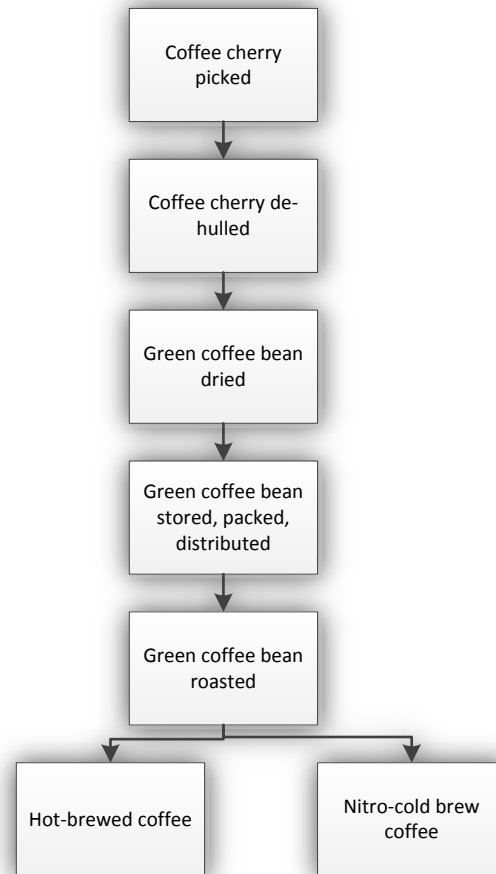 Coffee cherry
picked
Coffee cherry de-
hulled
Green coffee bean
dried
Green coffee bean
stored, packed,
distributed
Green coffee bean
roasted
Hot-brewed coffee
Nitro-cold brew
coffee